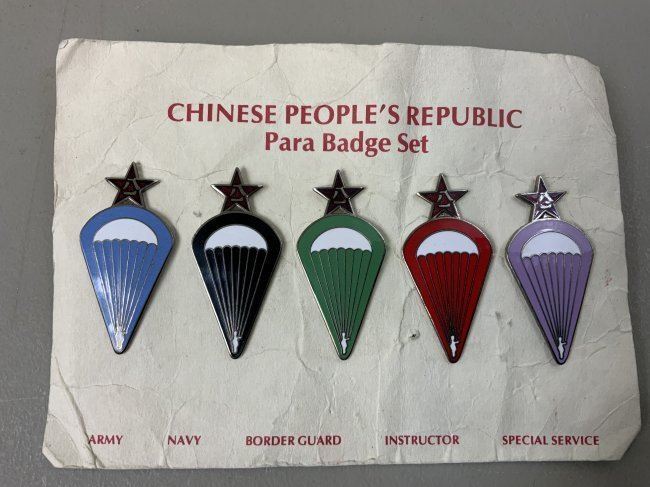 CHINESE PEOPLE'S REPUBLIC
Para Badge Set
ARMY NAVY BORDER GUARD INSTRUCTOR SPECIAL SERVICE